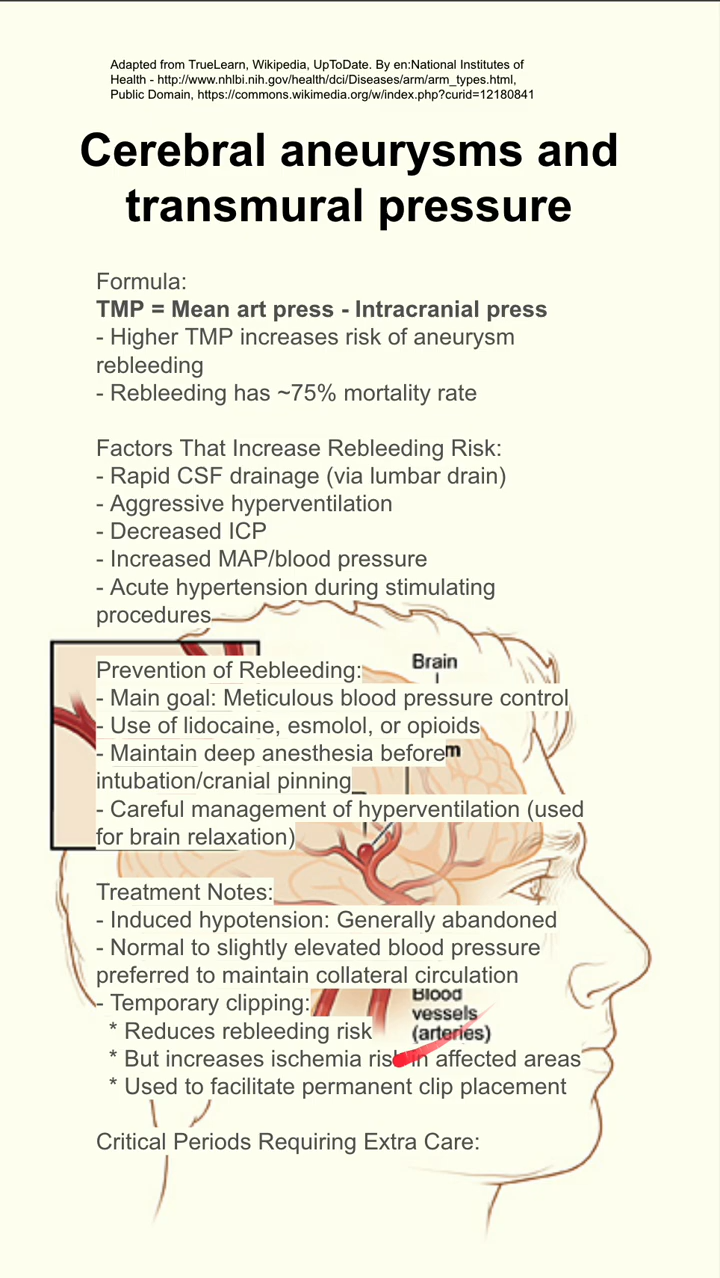 Adapted from TrueLearn, Wikipedia, UpToDate. By en:National Institutes of
Health - http://www.nhlbi.nih.gov/health/dci/Diseases/arm/arm_types.html,
Public Domain, https://commons.wikimedia.org/w/index.php?curid=12180841
Cerebral aneurysms and
transmural pressure
Formula:
TMP = Mean art press - Intracranial press
- Higher TMP increases risk of aneurysm
rebleeding
- Rebleeding has ~75% mortality rate
Factors That Increase Rebleeding Risk:
- Rapid CSF drainage (via lumbar drain)
- Aggressive hyperventilation
- Decreased ICP
- Increased MAP/blood pressure
- Acute hypertension during stimulating
procedures
Brain
Prevention of Rebleeding:
- Main goal: Meticulous blood pressure control
- Use of lidocaine, esmolol, or opioids
- Maintain deep anesthesia before
intubation/cranial pinning
- Careful management of hyperventilation (used
for brain relaxation)
Treatment Notes:
- Induced hypotension: Generally abandoned
- Normal to slightly elevated blood pressure
preferred to maintain collateral circulation
- Temporary clipping:
Blood
vessels
(arteries)
* Reduces rebleeding risk
* But increases ischemia risk in affected areas
* Used to facilitate permanent clip placement
Critical Periods Requiring Extra Care: